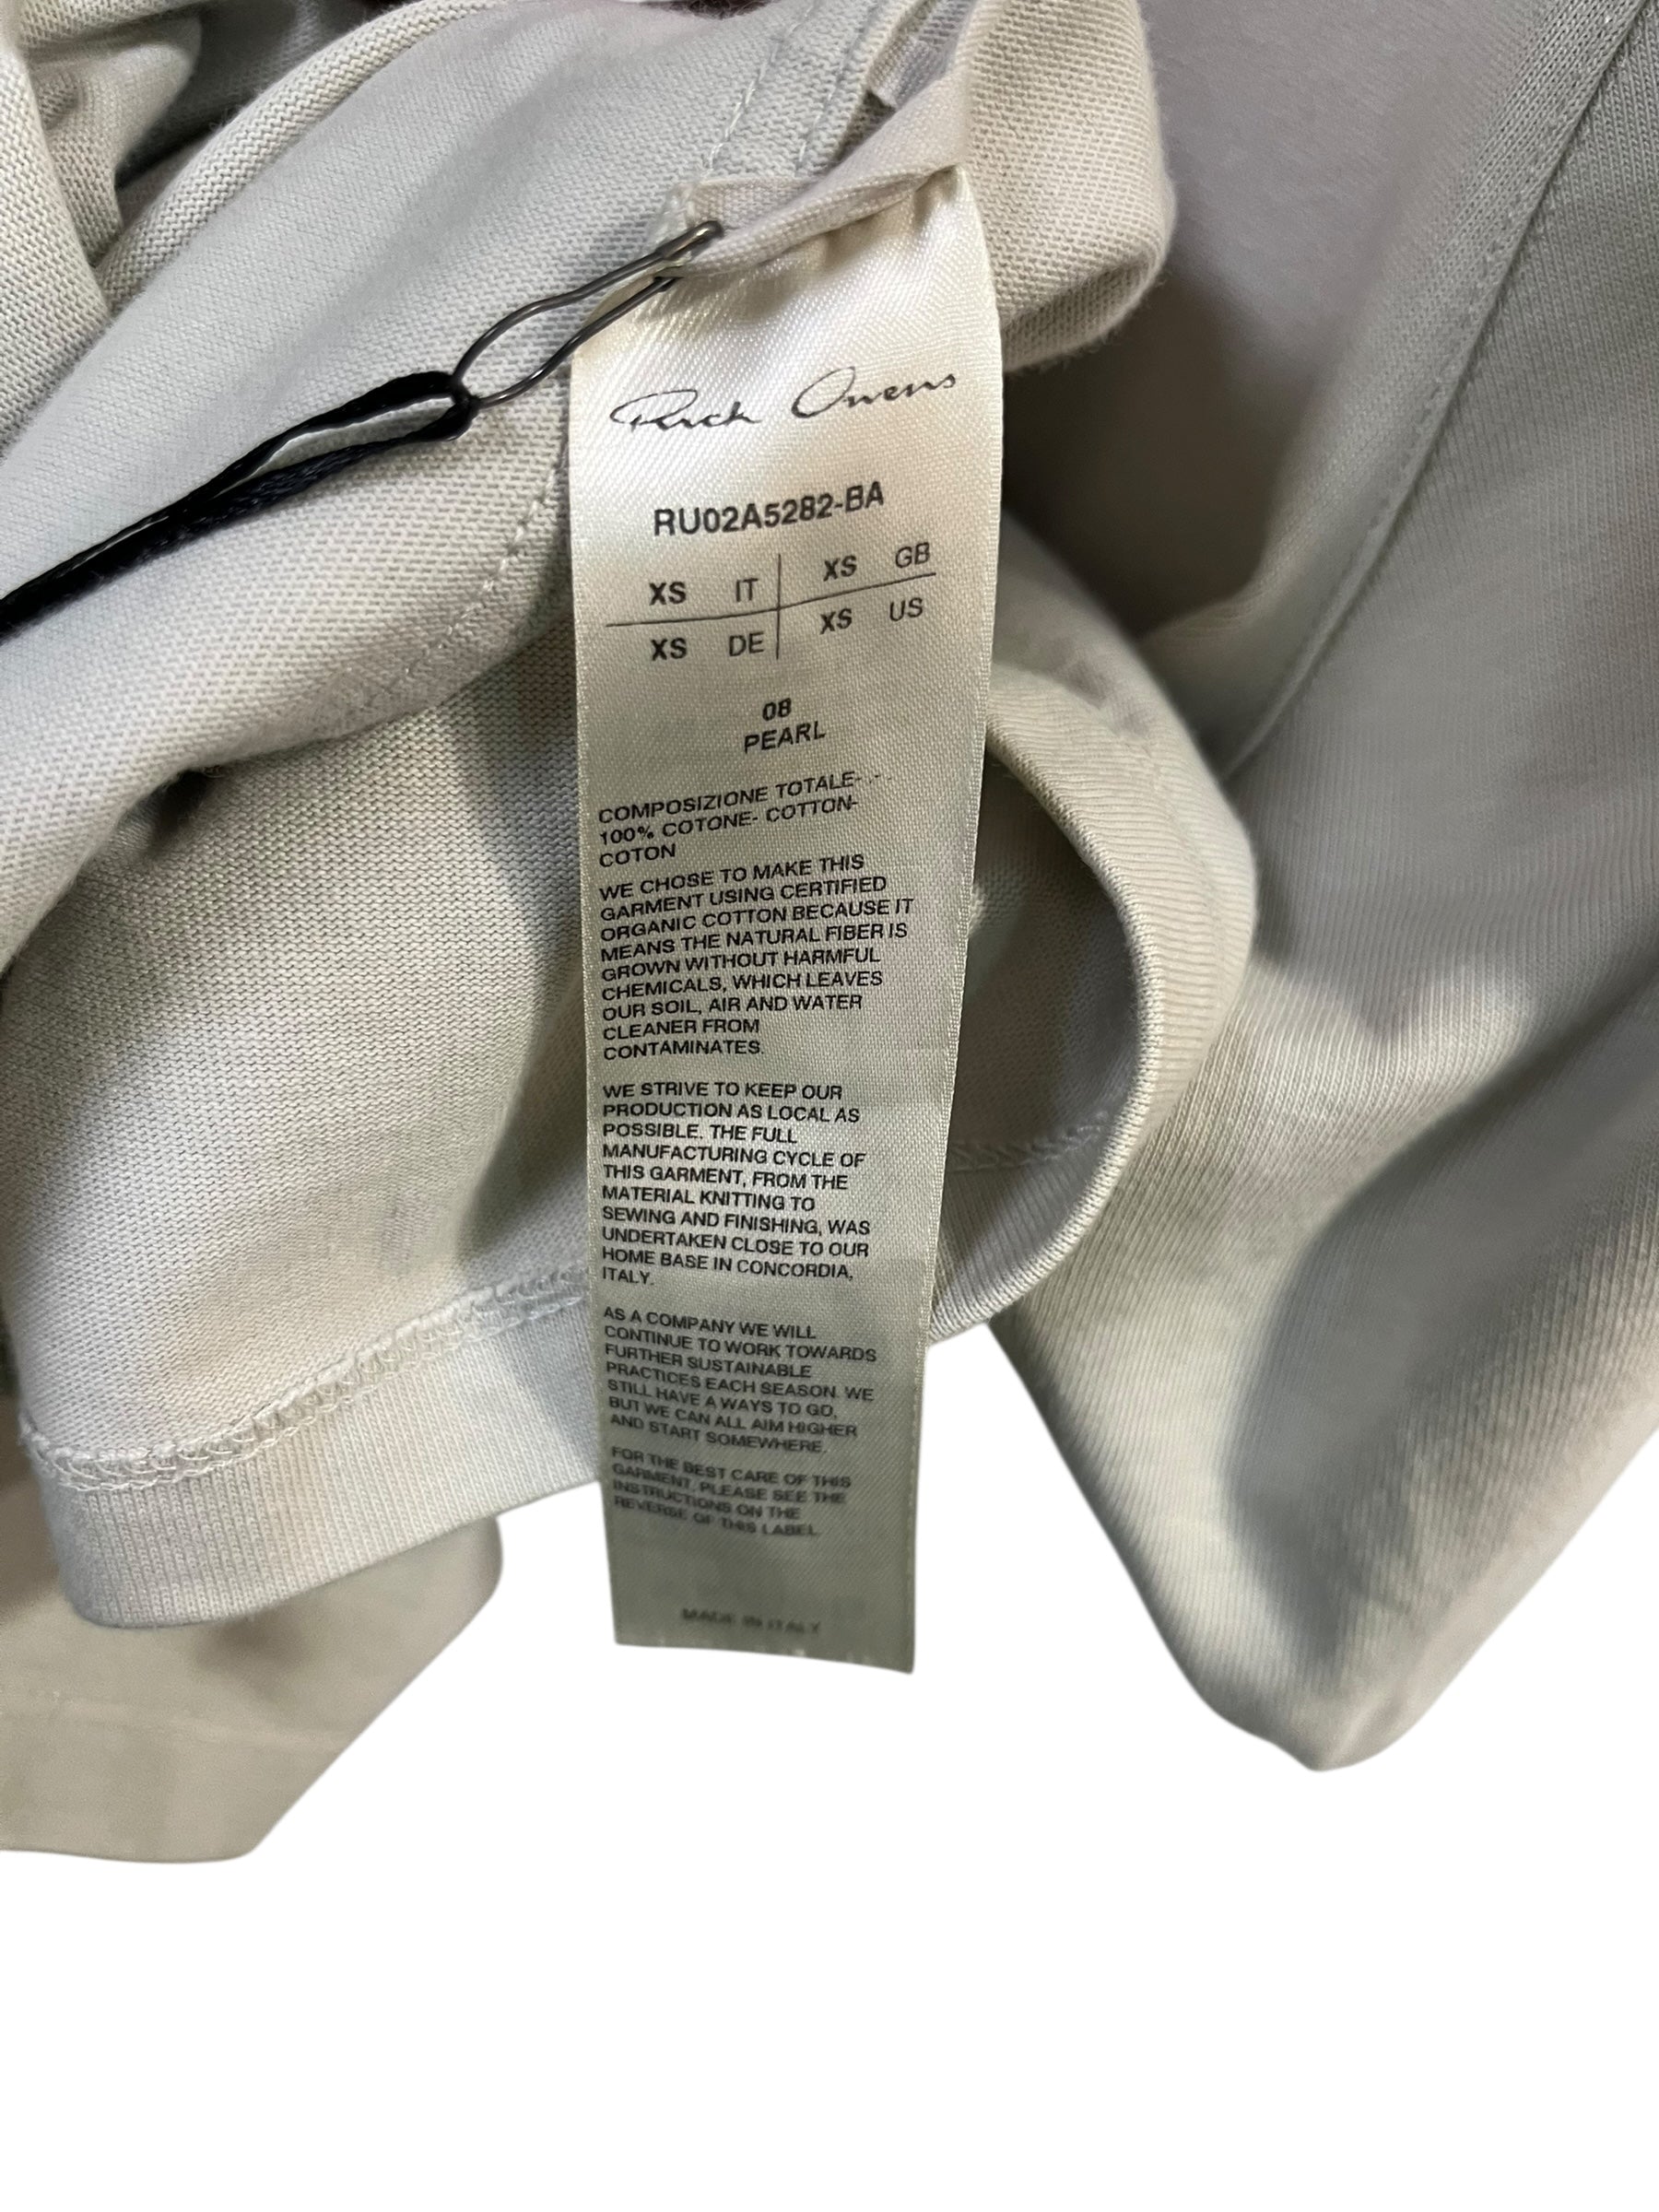 Rick Owens
RU02A5282-BA
XS IT XS GB
XS DE XS US
08
PEARL
COMPOSIZIONE TOTALE-
100% COTONE- COTTON-
COTON
WE CHOSE TO MAKE THIS
GARMENT USING CERTIFIED
ORGANIC COTTON BECAUSE IT
MEANS THE NATURAL FIBER IS
GROWN WITHOUT HARMFUL
CHEMICALS, WHICH LEAVES
OUR SOIL, AIR AND WATER
CLEANER FROM
CONTAMINATES.
WE STRIVE TO KEEP OUR
PRODUCTION AS LOCAL AS
POSSIBLE. THE FULL
MANUFACTURING CYCLE OF
THIS GARMENT, FROM THE
MATERIAL KNITTING TO
SEWING AND FINISHING, WAS
UNDERTAKEN CLOSE TO OUR
HOME BASE IN CONCORDIA,
ITALY.
AS A COMPANY WE WILL
CONTINUE TO WORK TOWARDS
FURTHER SUSTAINABLE
PRACTICES EACH SEASON. WE
STILL HAVE A WAYS TO GO,
BUT WE CAN ALL AIM HIGHER
AND START SOMEWHERE.
FOR THE BEST CARE OF THIS
GARMENT, PLEASE SEE THE
INSTRUCTIONS ON THE
REVERSE OF THIS LABEL.
MADE IN ITALY